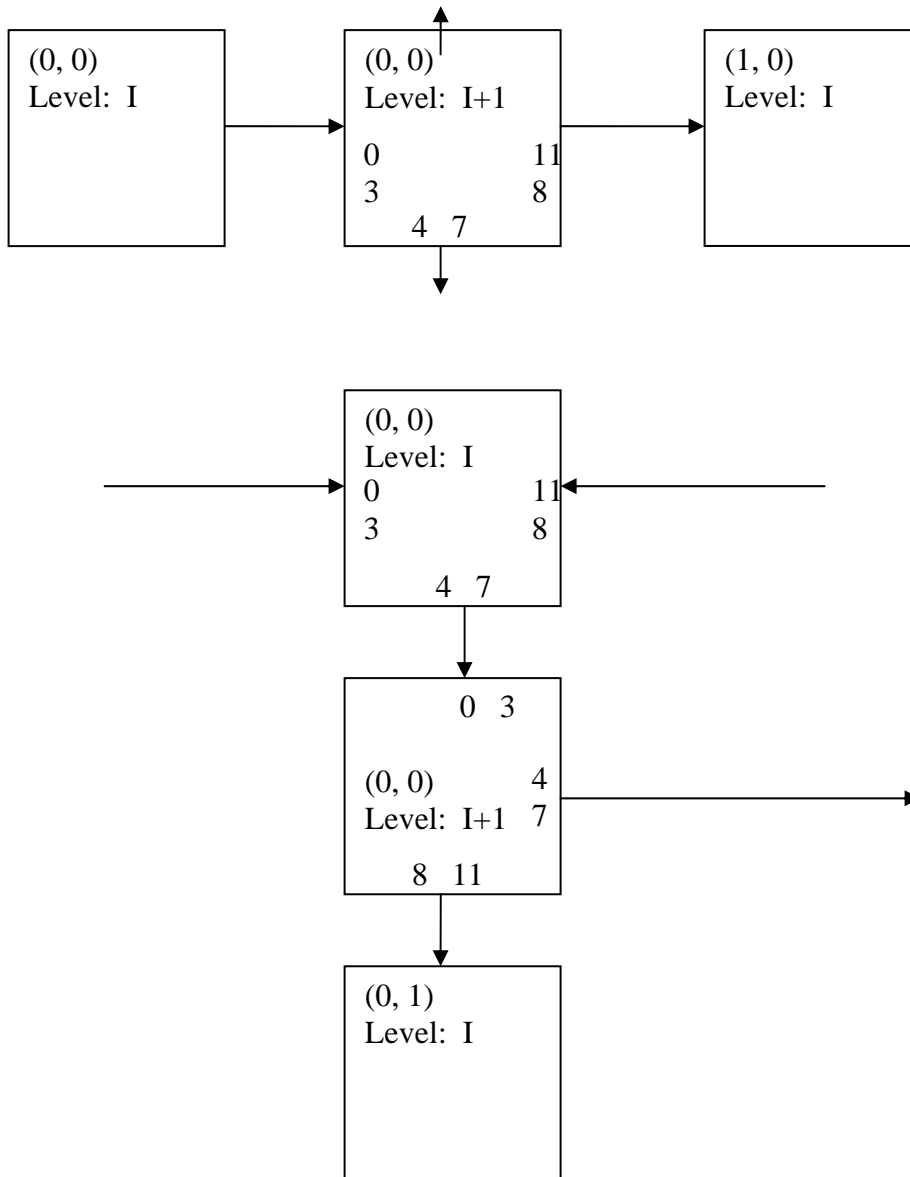 (0, 0)
Level:  I
(0, 0)
Level:  I+1
0 11
3 8
4 7
(1, 0)
Level:  I
(0, 0)
Level:  I
0 11
3 8
4 7
0 3
(0, 0) 4
Level:  I+1 7
8 11
(0, 1)
Level:  I